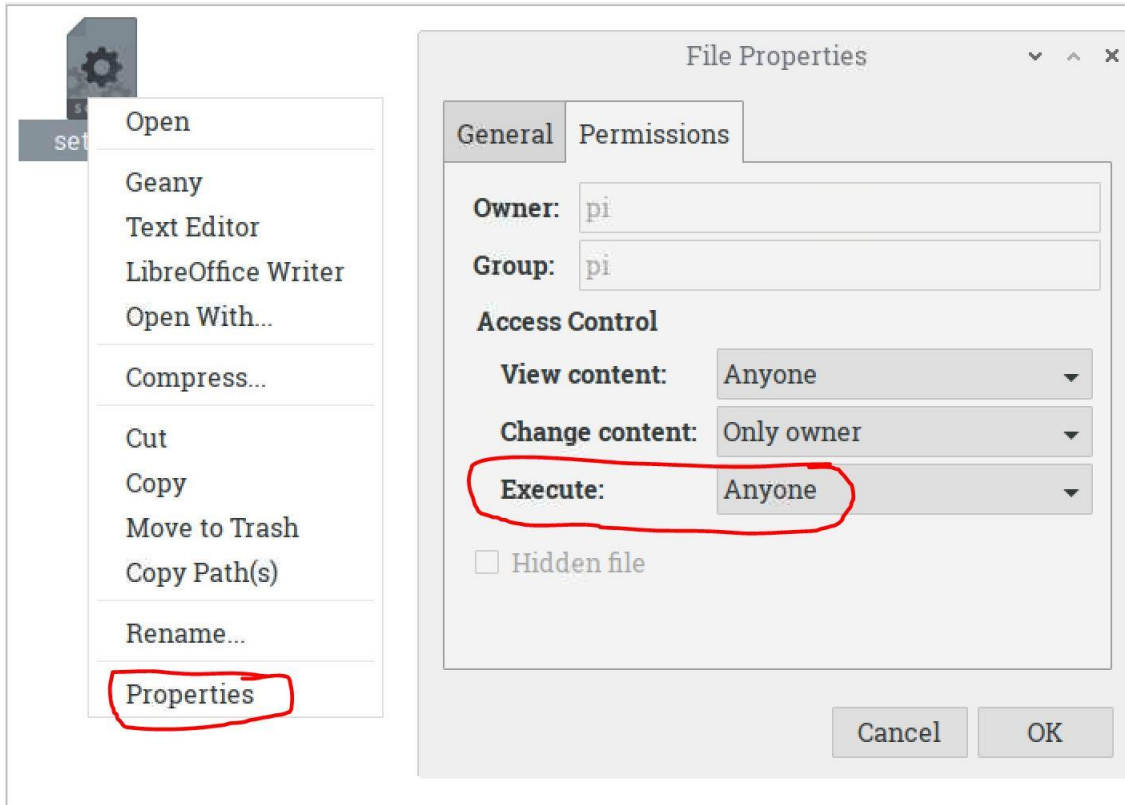 set
Open
Geany
Text Editor
LibreOffice Writer
Open With...
Compress...
Cut
Copy
Move to Trash
Copy Path(s)
Rename...
Properties
File Properties
General Permissions
Owner: pi
Group: pi
Access Control
View content: Anyone
Change content: Only owner
Execute: Anyone
Hidden file
Cancel OK